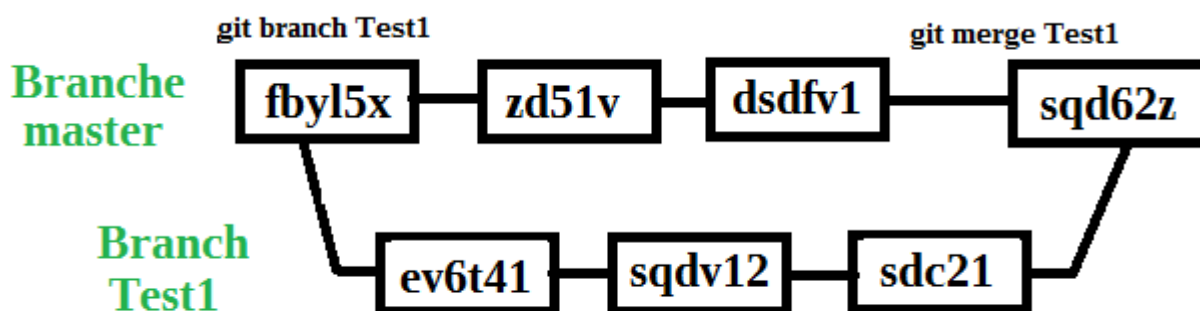 git branch Test1
git merge Test1
Branche
master
fbyl5x
zd51v
dsdfv1
sqd62z
Branch
Test1
ev6t41
sqdv12
sdc21